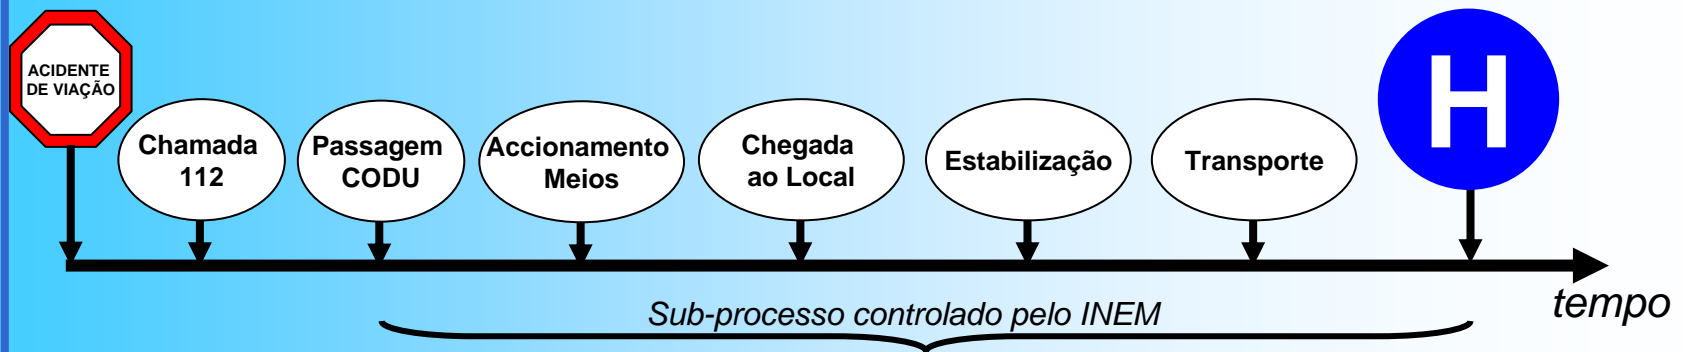 ACIDENTE
DE VIAÇÃO
Chamada
112
Passagem
CODU
Accionamento
Meios
Chegada
ao Local
Estabilização
Transporte
H
tempo
Sub-processo controlado pelo INEM